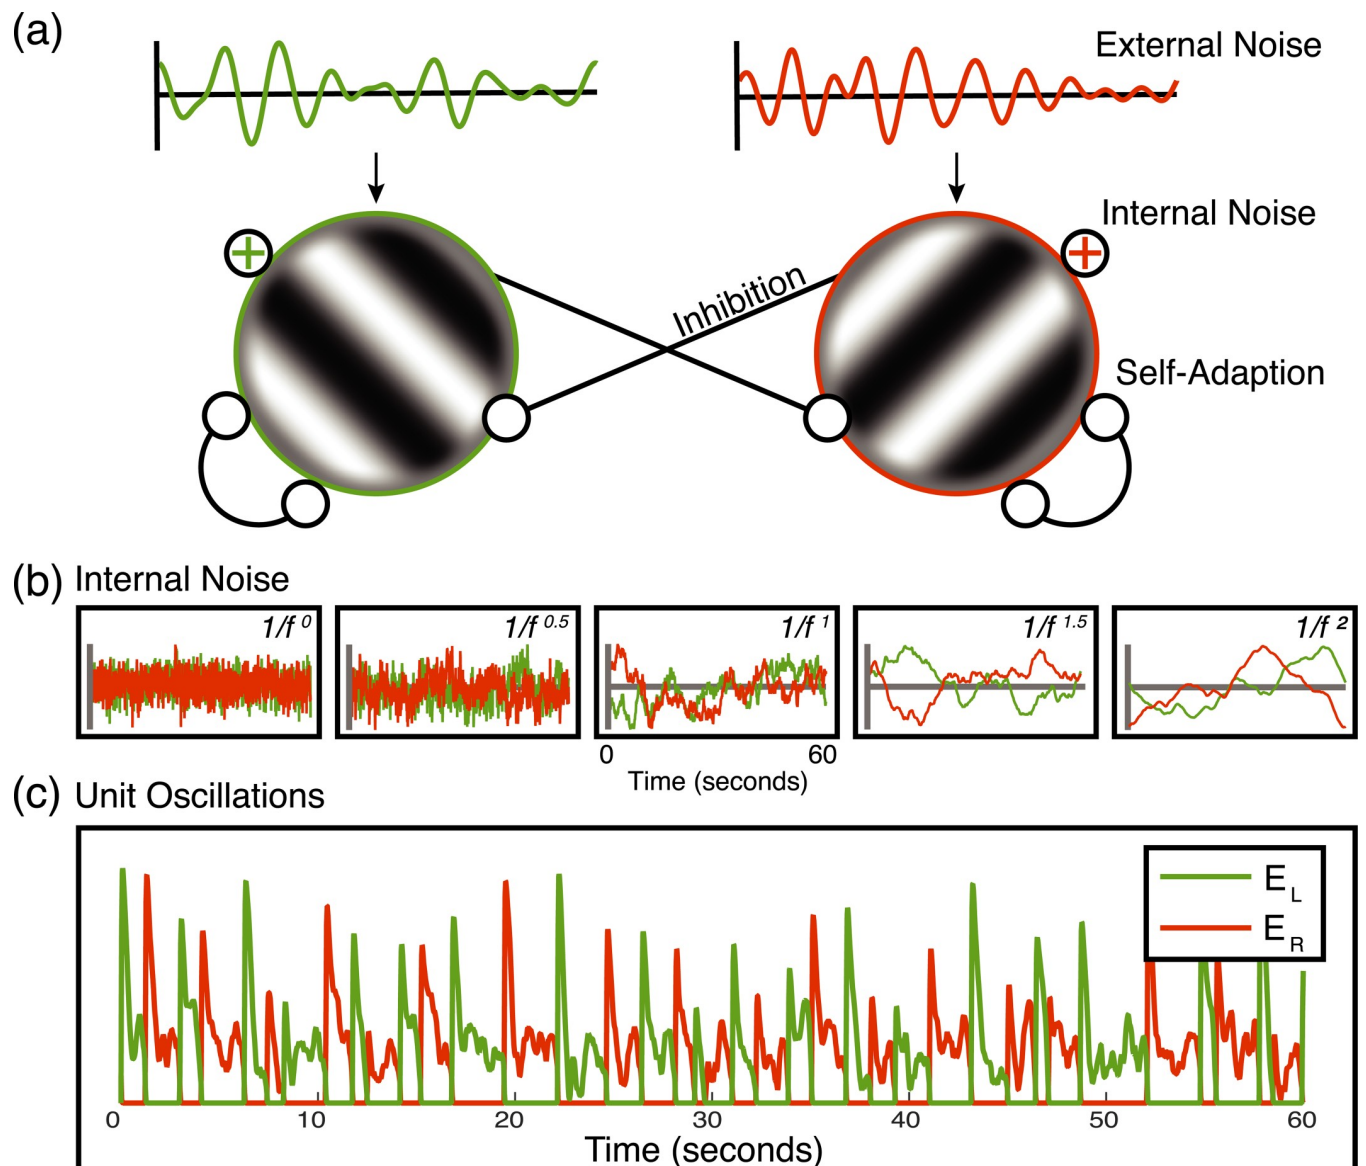 (a)
External Noise
Internal Noise
Inhibition
Self-Adaption
(b) Internal Noise
1/f 0
1/f 0.5
1/f 1
1/f 1.5
1/f 2
0 60
Time (seconds)
(c) Unit Oscillations
E L
E R
0 10 20 30 40 50 60
Time (seconds)